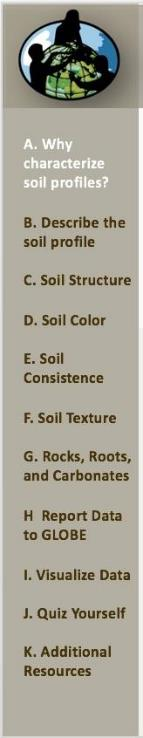 A. Why
characterize
soil profiles?
B. Describe the
soil profile
C. Soil Structure
D. Soil Color
E. Soil
Consistence
F. Soil Texture
G. Rocks, Roots,
and Carbonates
H  Report Data
to GLOBE
I. Visualize Data
J. Quiz Yourself
K. Additional
Resources